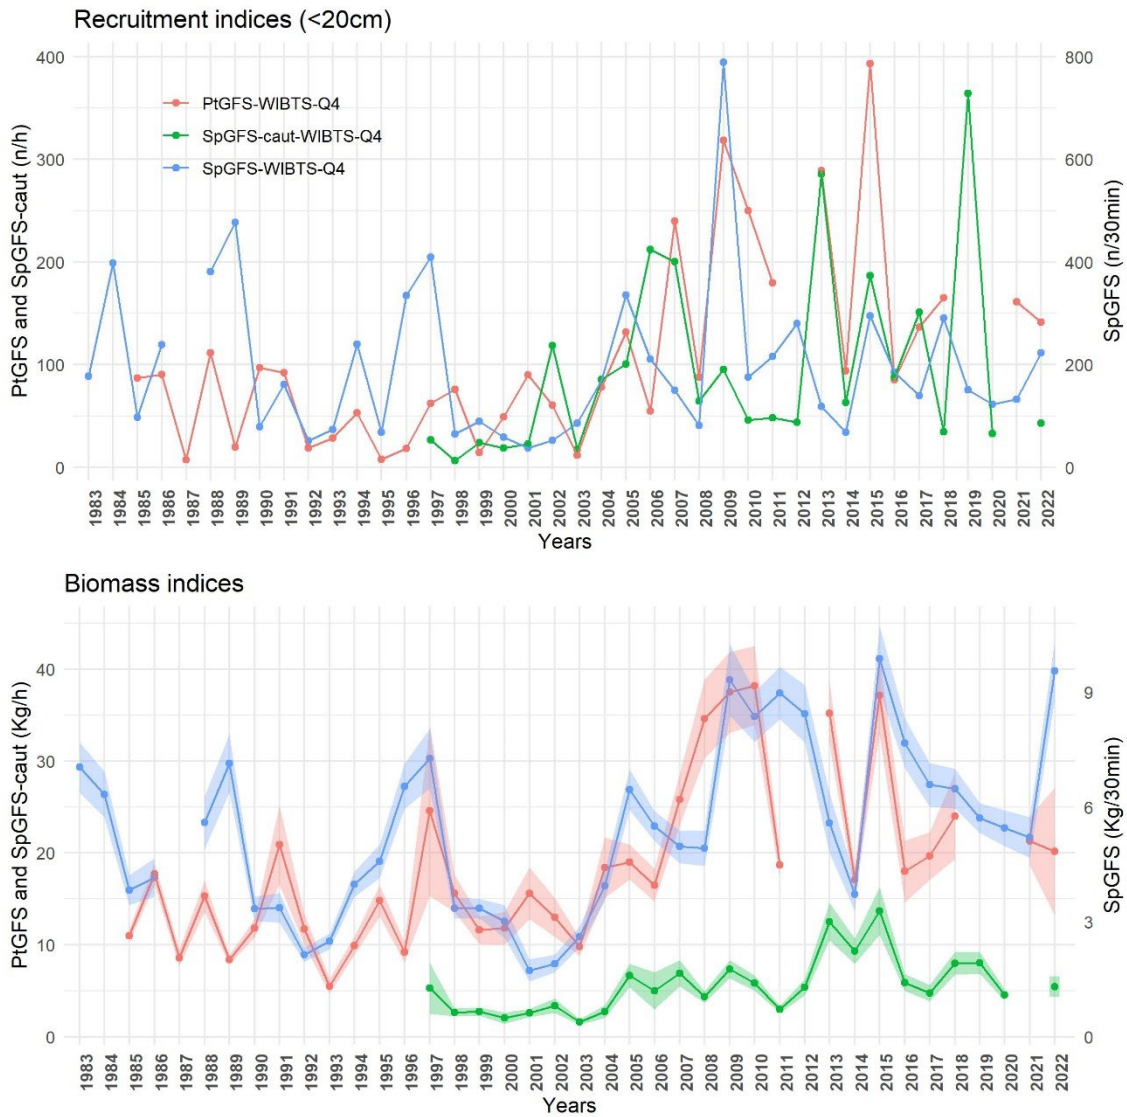 Recruitment indices (<20cm)
400
300
200
100
0
PtGFS and SpGFS-caut (n/h)
PtGFS-WIBTS-Q4
SpGFS-caut-WIBTS-Q4
SpGFS-WIBTS-Q4
800
600
400
200
0
SpGFS (n/30min)
1983 1984 1985 1986 1987 1988 1989 1990 1991 1992 1993 1994 1995 1996 1997 1998 1999 2000 2001 2002 2003 2004 2005 2006 2007 2008 2009 2010 2011 2012 2013 2014 2015 2016 2017 2018 2019 2020 2021 2022
Years
Biomass indices
40
30
20
10
0
PtGFS and SpGFS-caut (Kg/h)
9
6
3
0
SpGFS (Kg/30min)
1983 1984 1985 1986 1987 1988 1989 1990 1991 1992 1993 1994 1995 1996 1997 1998 1999 2000 2001 2002 2003 2004 2005 2006 2007 2008 2009 2010 2011 2012 2013 2014 2015 2016 2017 2018 2019 2020 2021 2022
Years